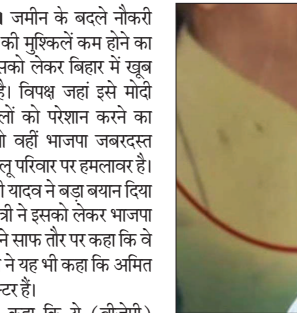 । जमीन के बदले नौकरी
की मुश्किलें कम होने का
सको लेकर बिहार में खूब
है। विपक्ष जहां इसे मोदी
लों को परेशान करने का
वहीं भाजपा जबरदस्त
लू परिवार पर हमलावर है।
यादव ने बड़ा बयान दिया
त्री ने इसको लेकर भाजपा
ने साफ तौर पर कहा कि वे
ने यह भी कहा कि अमित
स्टर हैं।
कहा कि ये (बीजेपी)